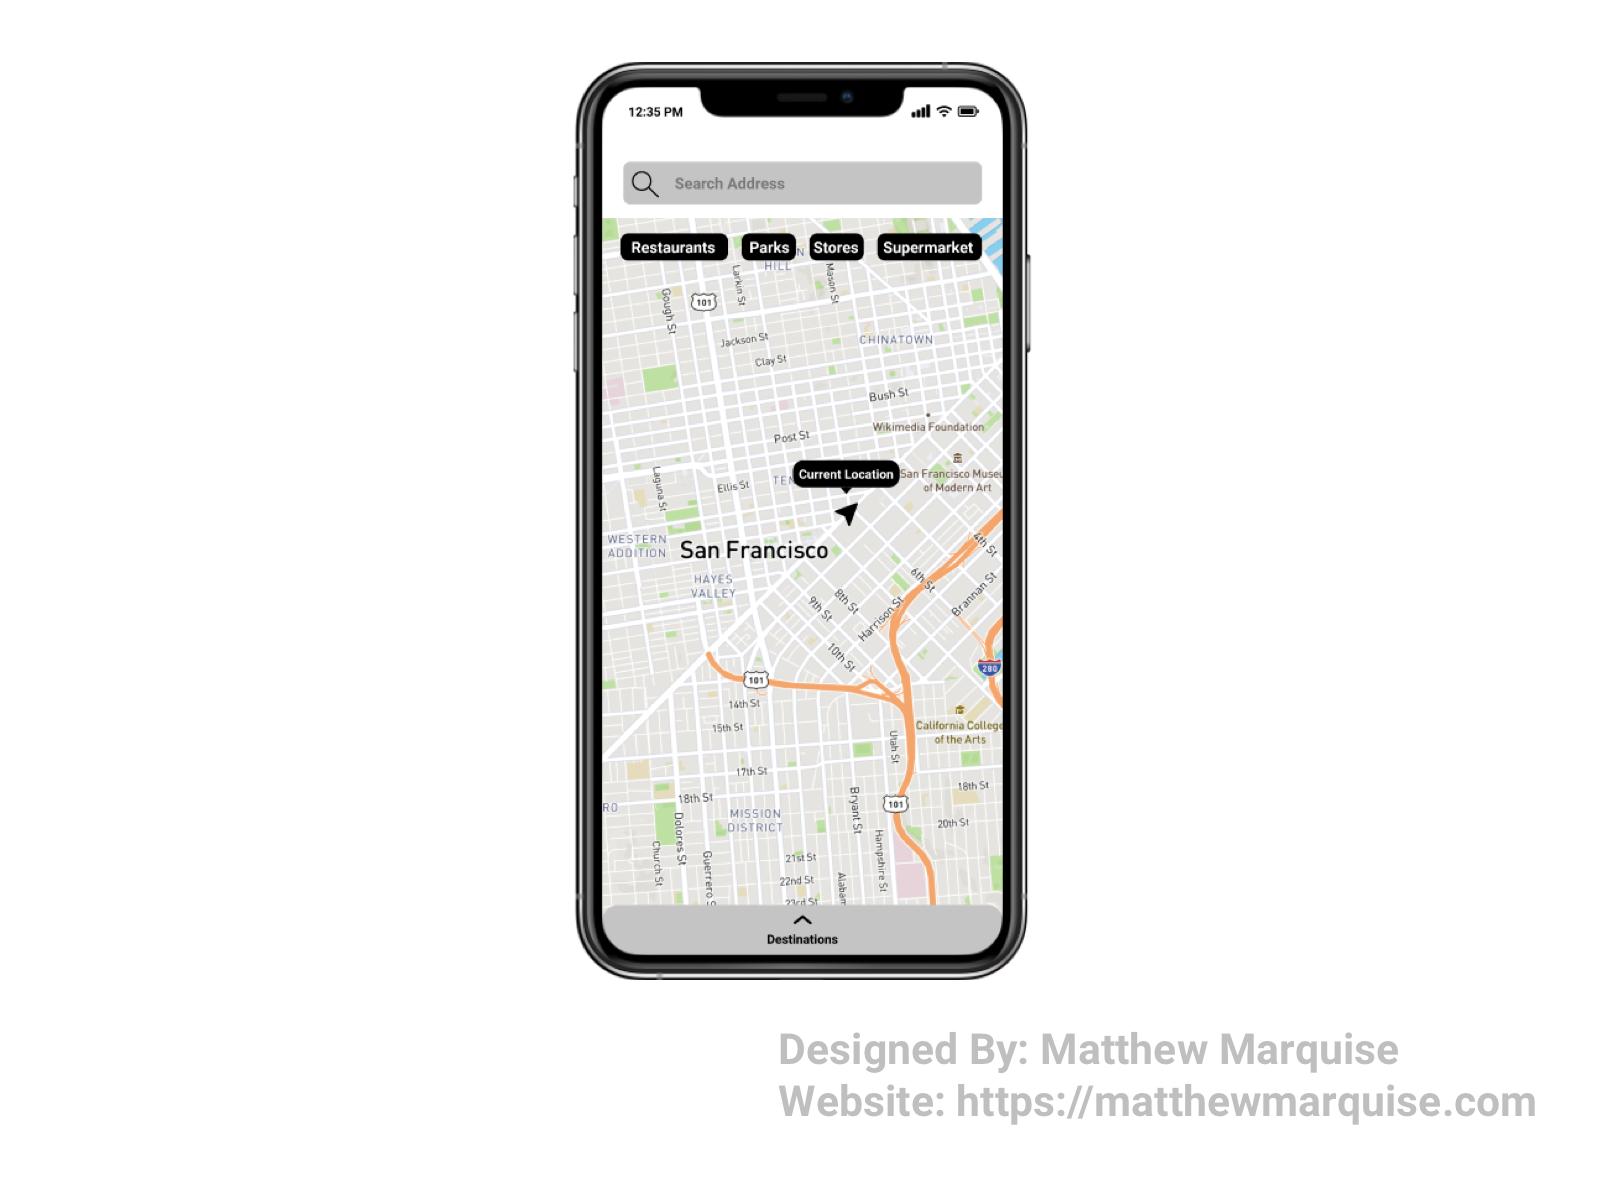 12:35 PM
Search Address
Restaurants
Parks
Stores
Supermarket
N
HILL
Larkin St
Mason St
Gough St
101
Jackson St
CHINATOWN
Clay St
Bush St
Wikimedia Foundation
Post St
Current Location
San Francisco Museu
of Modern Art
Laguna St
Ellis St
TEN
WESTERN
ADDITION
San Francisco
4th St
HAYES
VALLEY
6th St
8th St
9th St
Brannan St
Harrison St
10th St
280
101
14th St
15th St
California College
of the Arts
Utah St
17th St
18th St
18th St
RO
101
Bryant St
MISSION
DISTRICT
20th St
Dolores St
Church St
Guerrero S
21st St
Hampshire St
22nd St
Alabam
23rd St
Destinations
Designed By: Matthew Marquise
Website: https://matthewmarquise.com